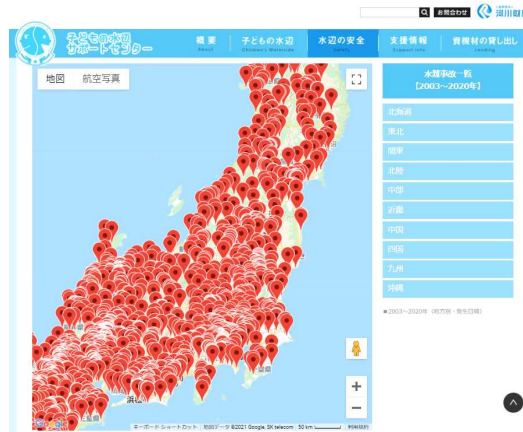 お問合わせ
子どもの水辺
サポートセンター
概要
About
子どもの水辺
Children's Waterside
水辺の安全
Safety
支援情報
Support Info
資機材の貸し出し
Lending
地図 航空写真
水難事故一覧
【2003～2020年】
北海道
東北
関東
北陸
中部
近畿
中国
四国
九州
沖縄
■2003～2020年（地方別・発生日順）
浜松
Google
キーボード ショートカット 地図データ ©2021 Google, SK telecom 50 km 利用規約